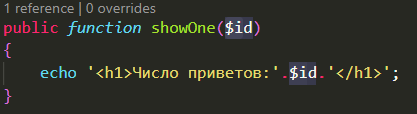 1 reference | 0 overrides
public function showOne($id)
{
    echo '<h1>Число приветов:'.$id.'</h1>';
}